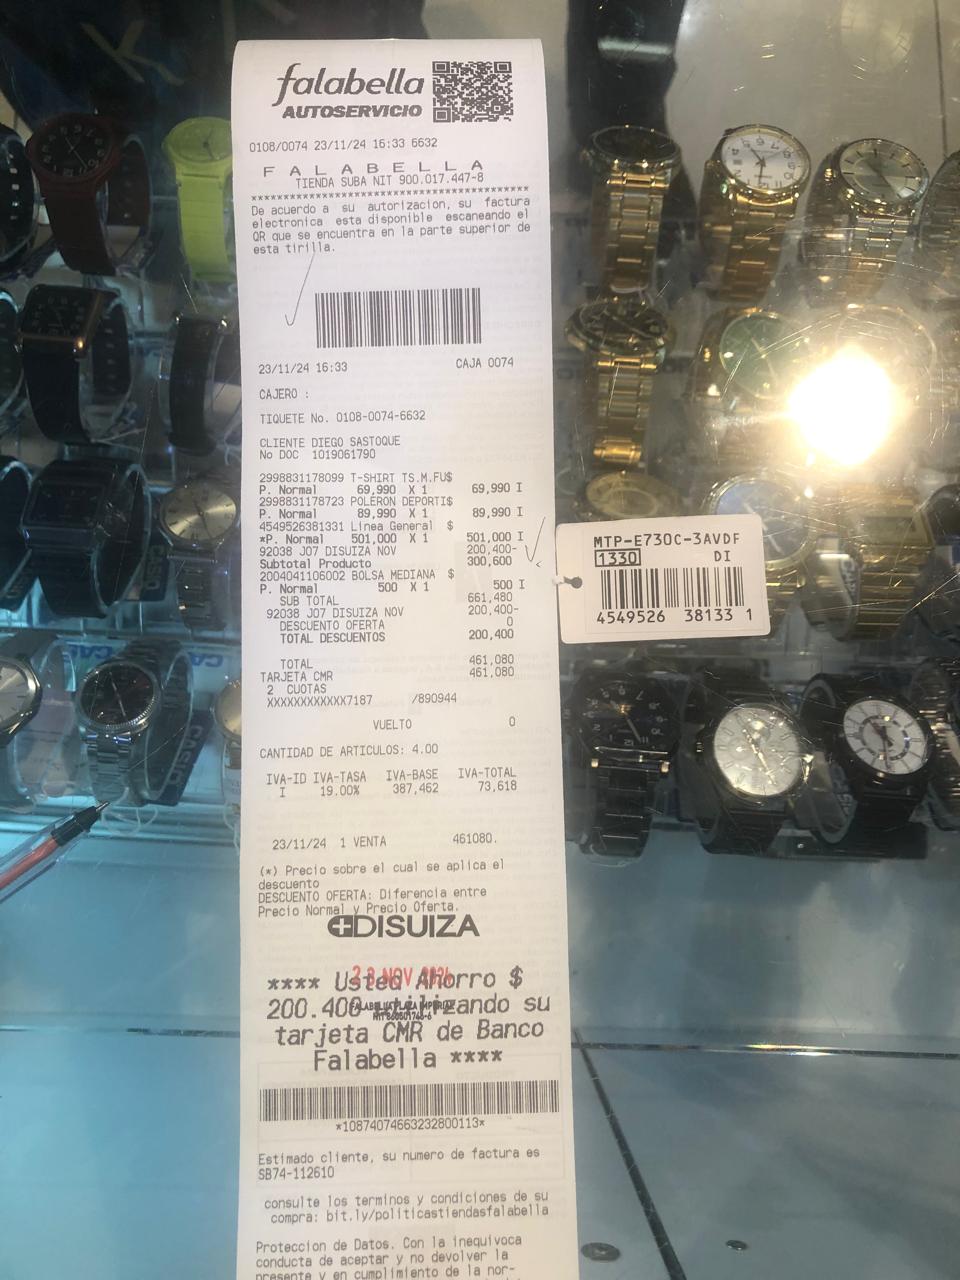 falabella
AUTOSERVICIO
0108/0074 23/11/24 16:33 6632
F A L A B E L L A
TIENDA SUBA NIT 900.017.447-8
****************************************
De acuerdo a su autorizacion, su factura
electronica esta disponible escaneando el
QR que se encuentra en la parte superior de
esta tirilla.
23/11/24 16:33 CAJA 0074
CAJERO :
TIQUETE No. 0108-0074-6632
CLIENTE DIEGO SASTOQUE
No DOC 1019061790
2998831178099 T-SHIRT TS.M.FU$
P. Normal 69,990 X 1 69,990 I
2998831178723 POLERON DEPORTI$
P. Normal 89,990 X 1 89,990 I
4549526381331 Linea General $
*P. Normal 501,000 X 1 501,000 I
92038 J07 DISUIZA NOV 200,400-
Subtotal Producto 300,600
2004041106002 BOLSA MEDIANA $
P. Normal 500 X 1 500 I
SUB TOTAL 661,480
92038 J07 DISUIZA NOV 200,400-
DESCUENTO OFERTA 0
TOTAL DESCUENTOS 200,400
TOTAL 461,080
TARJETA CMR 461,080
2 CUOTAS
XXXXXXXXXXXX7187 /890944
VUELTO 0
CANTIDAD DE ARTICULOS: 4.00
IVA-ID IVA-TASA IVA-BASE IVA-TOTAL
I 19.00% 387,462 73,618
23/11/24 1 VENTA 461080.
(*) Precio sobre el cual se aplica el
descuento
DESCUENTO OFERTA: Diferencia entre
Precio Normal y Precio Oferta.
DISUIZA
23 NOV 2024
**** Usted Ahorro $
200.400 utilizando su
FALABELLA PLAZA IMPERIAL
tarjeta CMR de Banco
Falabella ****
*10874074663232800113*
Estimado cliente, su numero de factura es
SB74-112610
consulte los terminos y condiciones de su
compra: bit.ly/politicastiendasfalabella
Proteccion de Datos. Con la inequivoca
conducta de aceptar y no devolver la
presente y en cumplimiento de la nor-
MTP-E730C-3AVDF
1330 DI
4549526 38133 1
CASIO